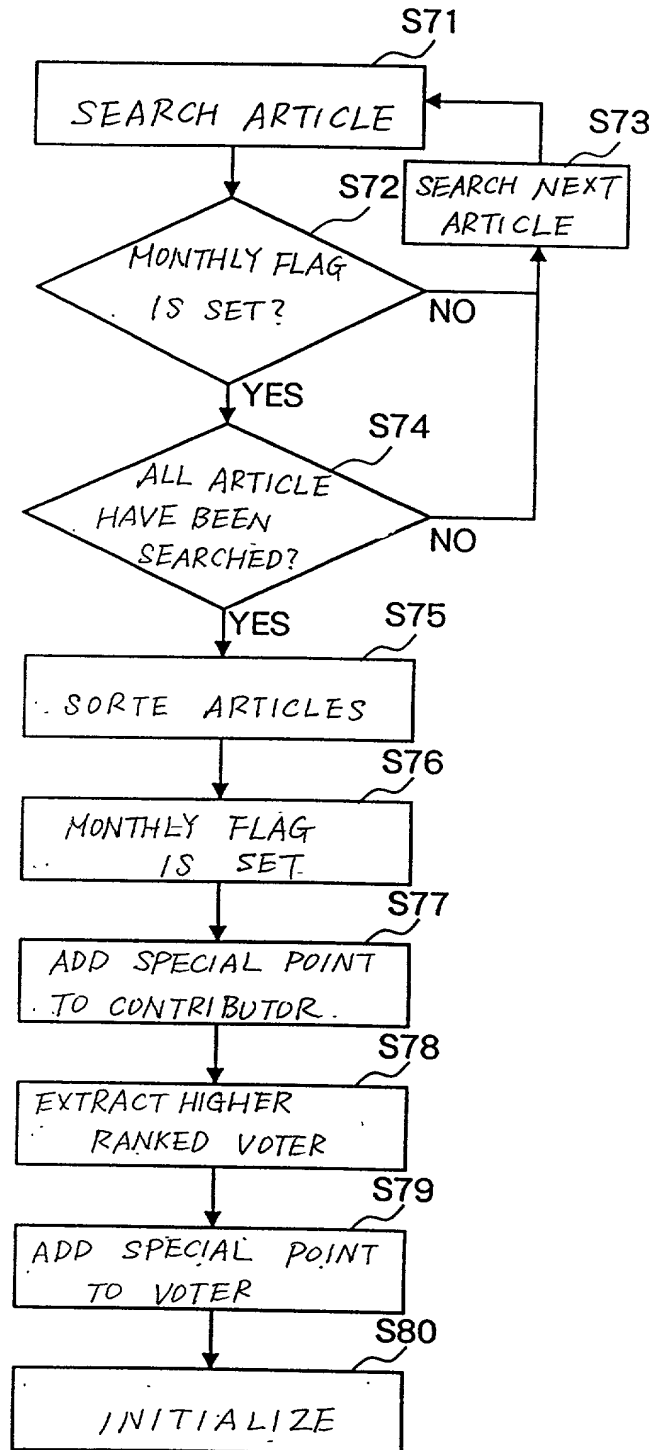 S71
SEARCH ARTICLE
S73
SEARCH NEXT
ARTICLE
S72
MONTHLY FLAG
IS SET?
NO
YES
S74
ALL ARTICLE
HAVE BEEN
SEARCHED?
NO
YES
S75
SORTE ARTICLES
S76
MONTHLY FLAG
IS SET
S77
ADD SPECIAL POINT
TO CONTRIBUTOR.
S78
EXTRACT HIGHER
RANKED VOTER
S79
ADD SPECIAL POINT
TO VOTER
S80
INITIALIZE